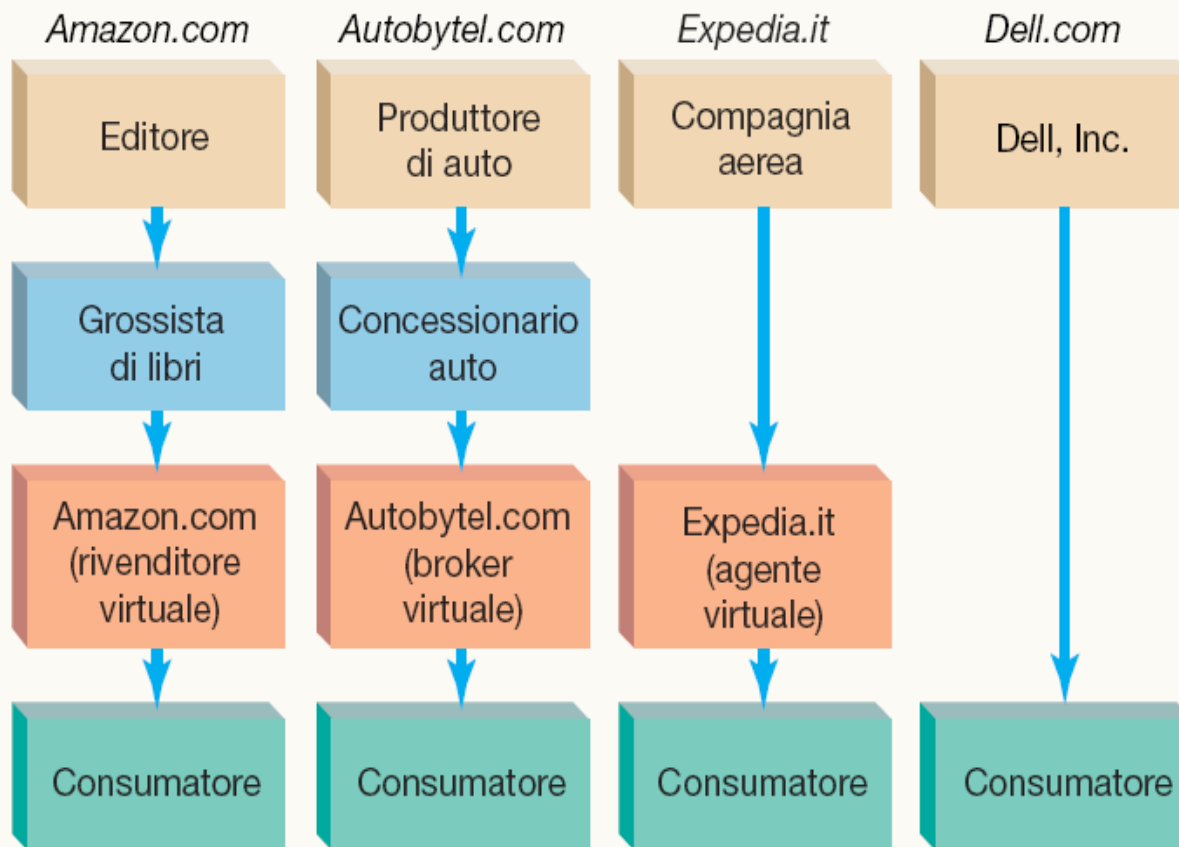 Amazon.com
Autobytel.com
Expedia.it
Dell.com
Editore
Produttore
di auto
Compagnia
aerea
Dell, Inc.
Grossista
di libri
Concessionario
auto
Amazon.com
(rivenditore
virtuale)
Autobytel.com
(broker
virtuale)
Expedia.it
(agente
virtuale)
Consumatore
Consumatore
Consumatore
Consumatore